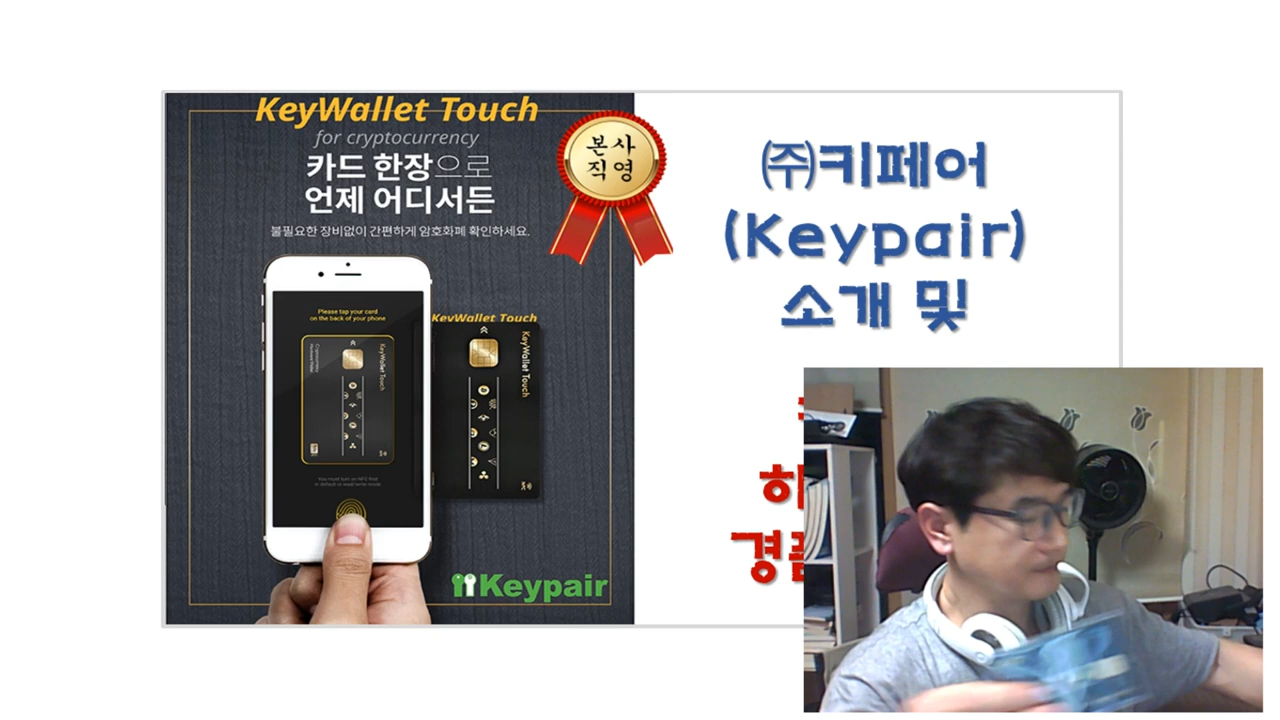 KeyWallet Touch
for cryptocurrency
카드 한장으로
언제 어디서든
불필요한 장비없이 간편하게 암호화폐 확인하세요.
본사
직영
Please tap your card
on the back of your phone
KeyWallet Touch
KeyWallet Touch
KeyWallet Touch
Keypair
㈜키페어
(Keypair)
소개 및